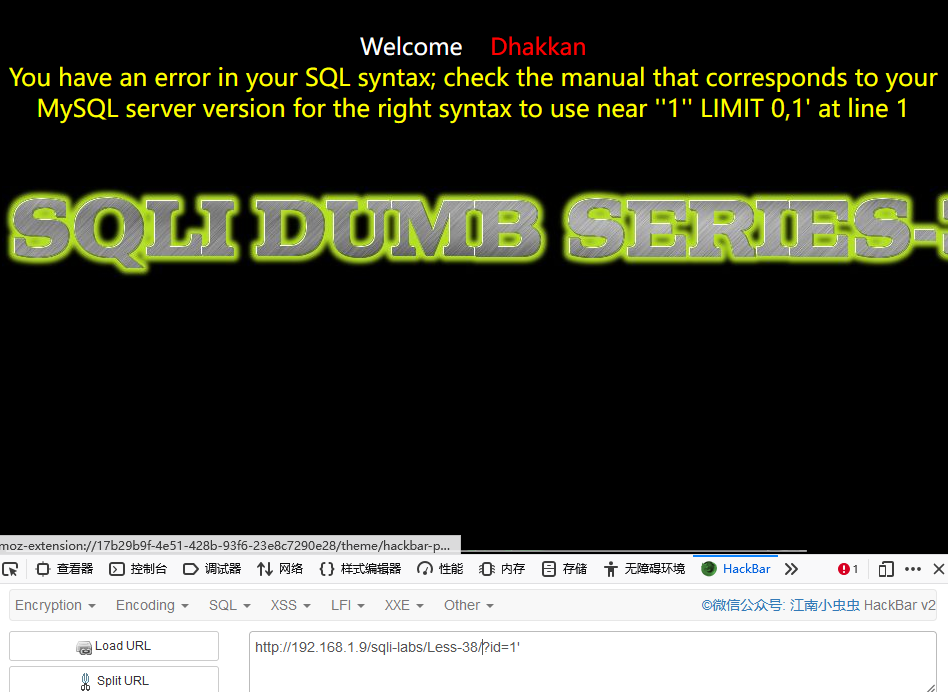 Welcome Dhakkan
You have an error in your SQL syntax; check the manual that corresponds to your
MySQL server version for the right syntax to use near ''1'' LIMIT 0,1' at line 1
SQLI DUMB SERIES-
moz-extension://17b29b9f-4e51-428b-93f6-23e8c7290e28/theme/hackbar-p...
查看器 控制台 调试器 网络 样式编辑器 性能 内存 存储 无障碍环境 HackBar 1
Encryption Encoding SQL XSS LFI XXE Other ©微信公众号: 江南小虫虫 HackBar v2
Load URL http://192.168.1.9/sqli-labs/Less-38/?id=1'
Split URL